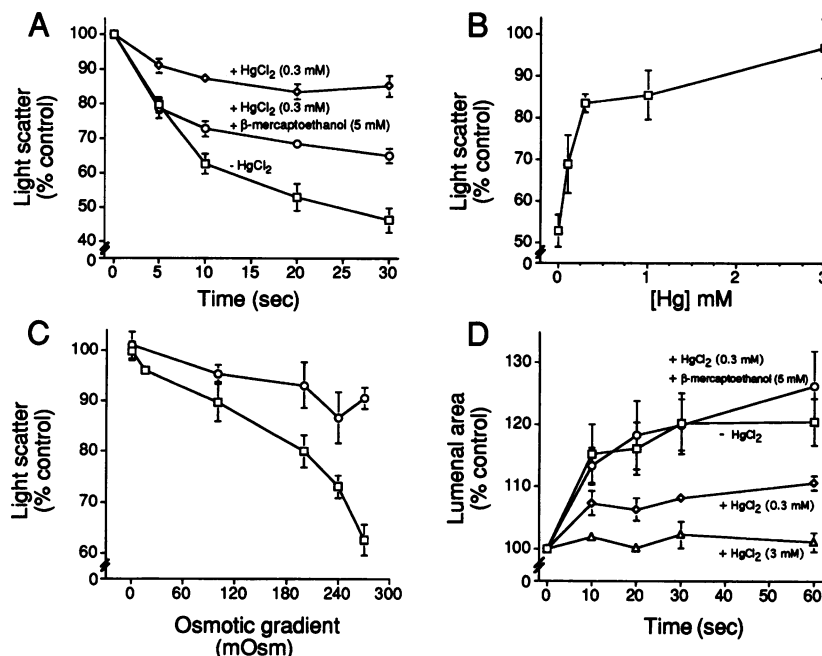 A
Light scatter
(% control)
100
90
80
70
60
50
40
0
+ HgCl2 (0.3 mM)
+ HgCl2 (0.3 mM)
+ β-mercaptoethanol (5 mM)
- HgCl2
0 5 10 15 20 25 30
Time (sec)
B
Light scatter
(% control)
100
90
80
70
60
50
0
0 1 2 3
[Hg] mM
C
Light scatter
(% control)
100
90
80
70
60
0
0 60 120 180 240 300
Osmotic gradient
(mOsm)
D
Lumenal area
(% control)
130
120
110
100
0
+ HgCl2 (0.3 mM)
+ β-mercaptoethanol (5 mM)
- HgCl2
+ HgCl2 (0.3 mM)
+ HgCl2 (3 mM)
0 10 20 30 40 50 60
Time (sec)